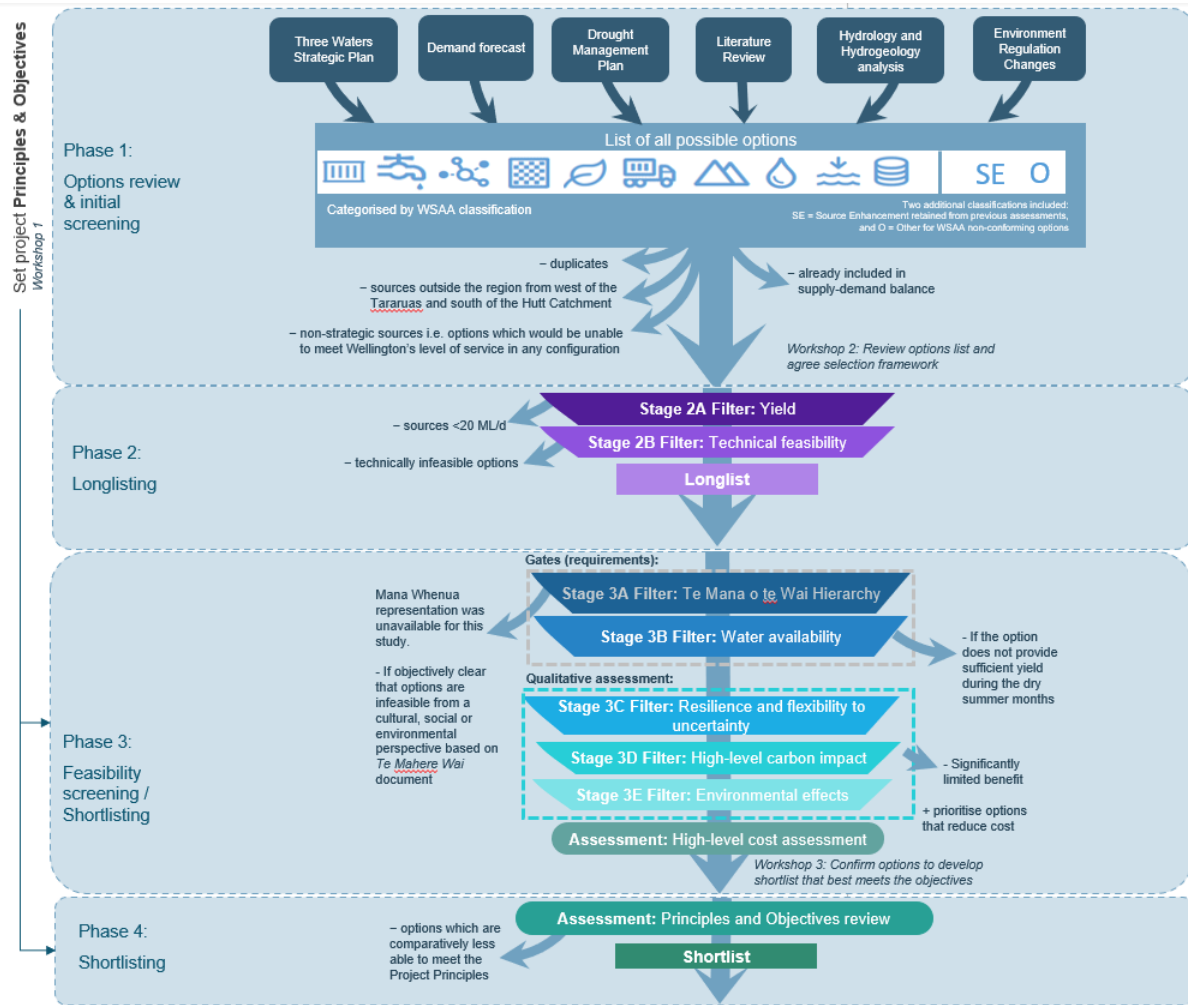 Set project Principles & Objectives
Workshop 1
Phase 1:
Options review
& initial
screening
Three Waters
Strategic Plan
Demand forecast
Drought
Management
Plan
Literature
Review
Hydrology and
Hydrogeology
analysis
Environment
Regulation
Changes
List of all possible options
SE O
Categorised by WSAA classification
Two additional classifications included:
SE = Source Enhancement retained from previous assessments,
and O = Other for WSAA non-conforming options
– duplicates
– sources outside the region from west of the
Tararuas and south of the Hutt Catchment
– non-strategic sources i.e. options which would be unable
to meet Wellington's level of service in any configuration
– already included in
supply-demand balance
Workshop 2: Review options list and
agree selection framework
Phase 2:
Longlisting
Stage 2A Filter: Yield
– sources <20 ML/d
Stage 2B Filter: Technical feasibility
– technically infeasible options
Longlist
Phase 3:
Feasibility
screening /
Shortlisting
Gates (requirements):
Stage 3A Filter: Te Mana o te Wai Hierarchy
Mana Whenua
representation was
unavailable for this
study.
- If objectively clear
that options are
infeasible from a
cultural, social or
environmental
perspective based on
Te Mahere Wai
document
Stage 3B Filter: Water availability
- If the option
does not provide
sufficient yield
during the dry
summer months
Qualitative assessment:
Stage 3C Filter: Resilience and flexibility to
uncertainty
Stage 3D Filter: High-level carbon impact
- Significantly
limited benefit
Stage 3E Filter: Environmental effects
+ prioritise options
that reduce cost
Assessment: High-level cost assessment
Workshop 3: Confirm options to develop
shortlist that best meets the objectives
Phase 4:
Shortlisting
Assessment: Principles and Objectives review
– options which are
comparatively less
able to meet the
Project Principles
Shortlist